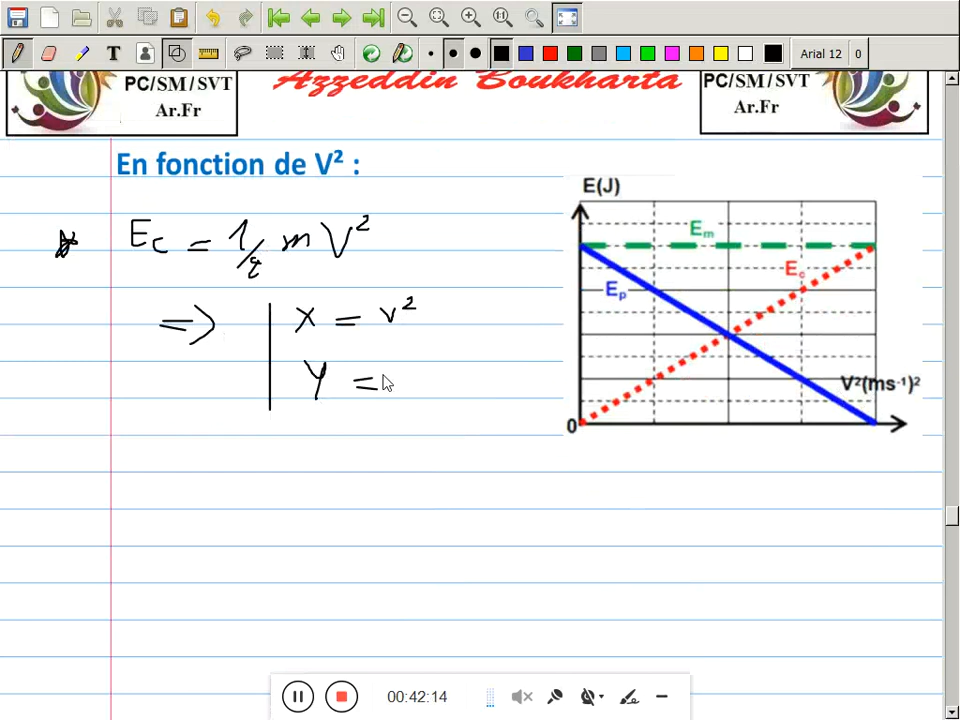 Arial 12 0
PC/SM/SVT Azzeddin Boukharta PC/SM/SVT
Ar.Fr Ar.Fr
En fonction de V² :
Ec = 1/2 m V²
=> X = v²
Y =
E(J)
Em
Ec
Ep
V²(ms-1)²
0
00:42:14